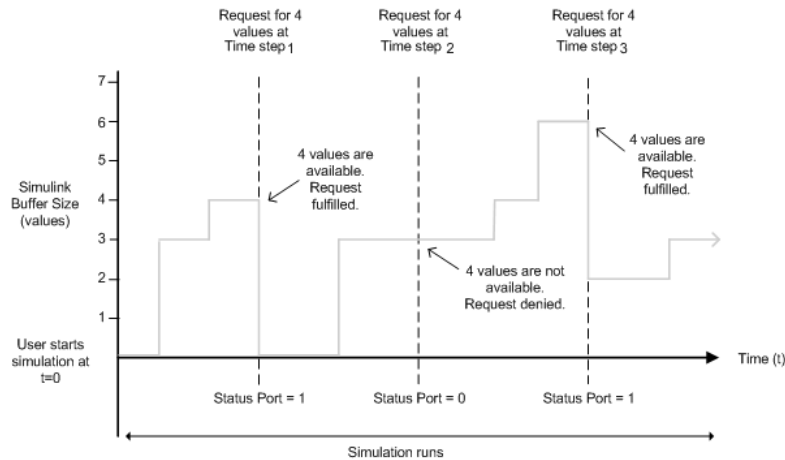 Request for 4
values at
Time step 1
Request for 4
values at
Time step 2
Request for 4
values at
Time step 3
7
6
5
4
3
2
1
Simulink
Buffer Size
(values)
4 values are
available.
Request
fulfilled.
4 values are not
available.
Request denied.
4 values are
available.
Request
fulfilled.
User starts
simulation at
t=0
Time (t)
Status Port = 1
Status Port = 0
Status Port = 1
Simulation runs